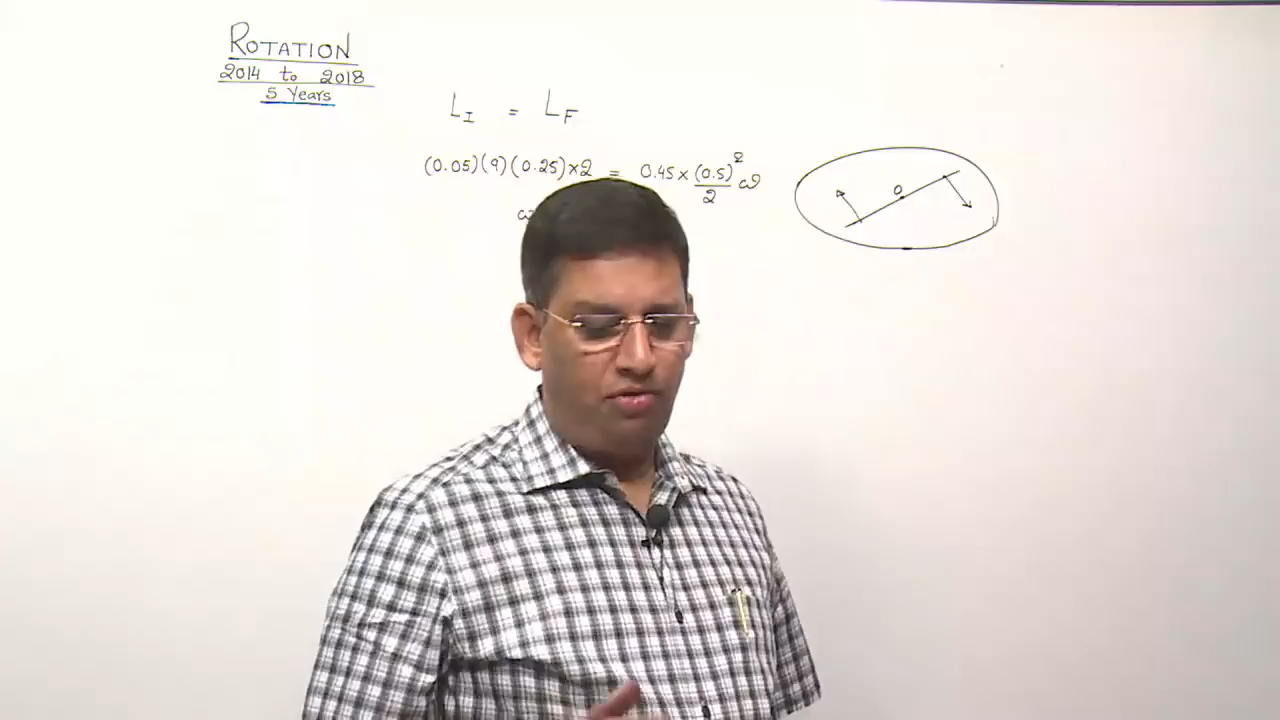 ROTATION
2014 to 2018
5 Years
L_I = L_F
(0.05)(9)(0.25)×2 = 0.45 × (0.5)²/2 ω
ω
O